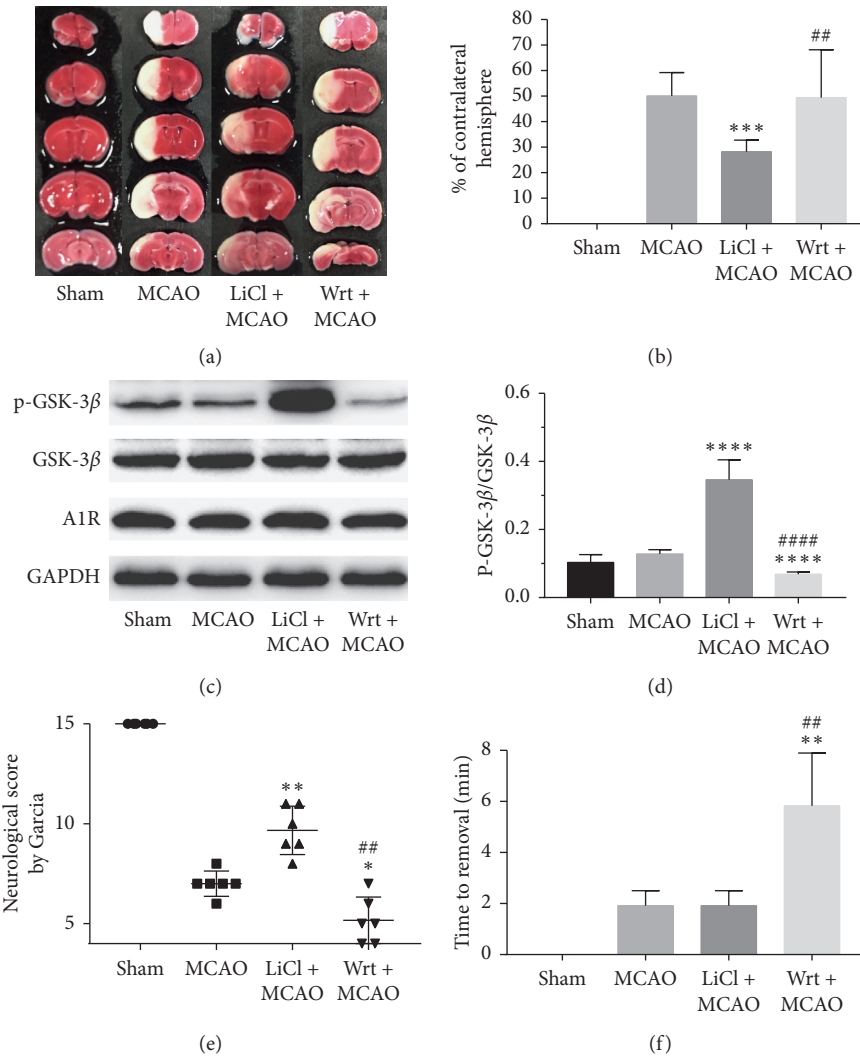 Sham
MCAO
LiCl +
MCAO
Wrt +
MCAO
(a)
% of contralateral
hemisphere
80
70
60
50
40
30
20
10
0
***
##
Sham
MCAO
LiCl +
MCAO
Wrt +
MCAO
(b)
p-GSK-3β
GSK-3β
A1R
GAPDH
Sham
MCAO
LiCl +
MCAO
Wrt +
MCAO
(c)
P-GSK-3β/GSK-3β
0.6
0.4
0.2
0.0
****
####
****
Sham
MCAO
LiCl +
MCAO
Wrt +
MCAO
(d)
Neurological score
by Garcia
15
10
5
**
##
*
Sham
MCAO
LiCl +
MCAO
Wrt +
MCAO
(e)
Time to removal (min)
8
6
4
2
0
##
**
Sham
MCAO
LiCl +
MCAO
Wrt +
MCAO
(f)